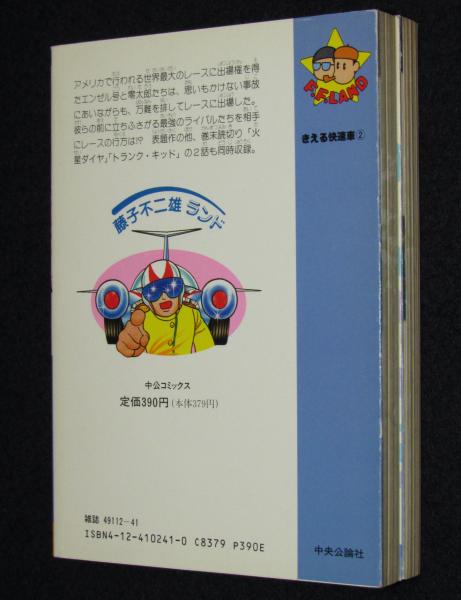 アメリカで行われる世界最大のレースに出場権を得
たエンゼル号と零太郎たちは、思いもかけない事故
にあいながらも、万難を排してレースに出場した。
彼らの前に立ちふさがる最強のライバルたちを相手
にレースの行方は!? 表題作の他、巻末読切り「火
星ダイヤ」「トランク・キッド」の2話も同時収録。
藤子不二雄ランド
中公コミックス
定価390円(本体379円)
雑誌 49112-41
ISBN4-12-410241-0 C8379 P390E
F.F.LAND
きえる快速車②
中央公論社